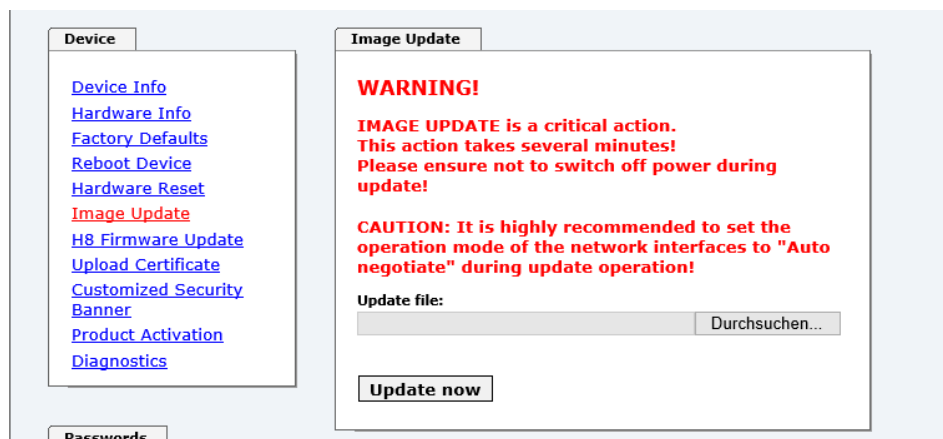 Device
Device Info
Hardware Info
Factory Defaults
Reboot Device
Hardware Reset
Image Update
H8 Firmware Update
Upload Certificate
Customized Security
Banner
Product Activation
Diagnostics
Passwords
Image Update
WARNING!
IMAGE UPDATE is a critical action.
This action takes several minutes!
Please ensure not to switch off power during
update!
CAUTION: It is highly recommended to set the
operation mode of the network interfaces to "Auto
negotiate" during update operation!
Update file:
Durchsuchen...
Update now